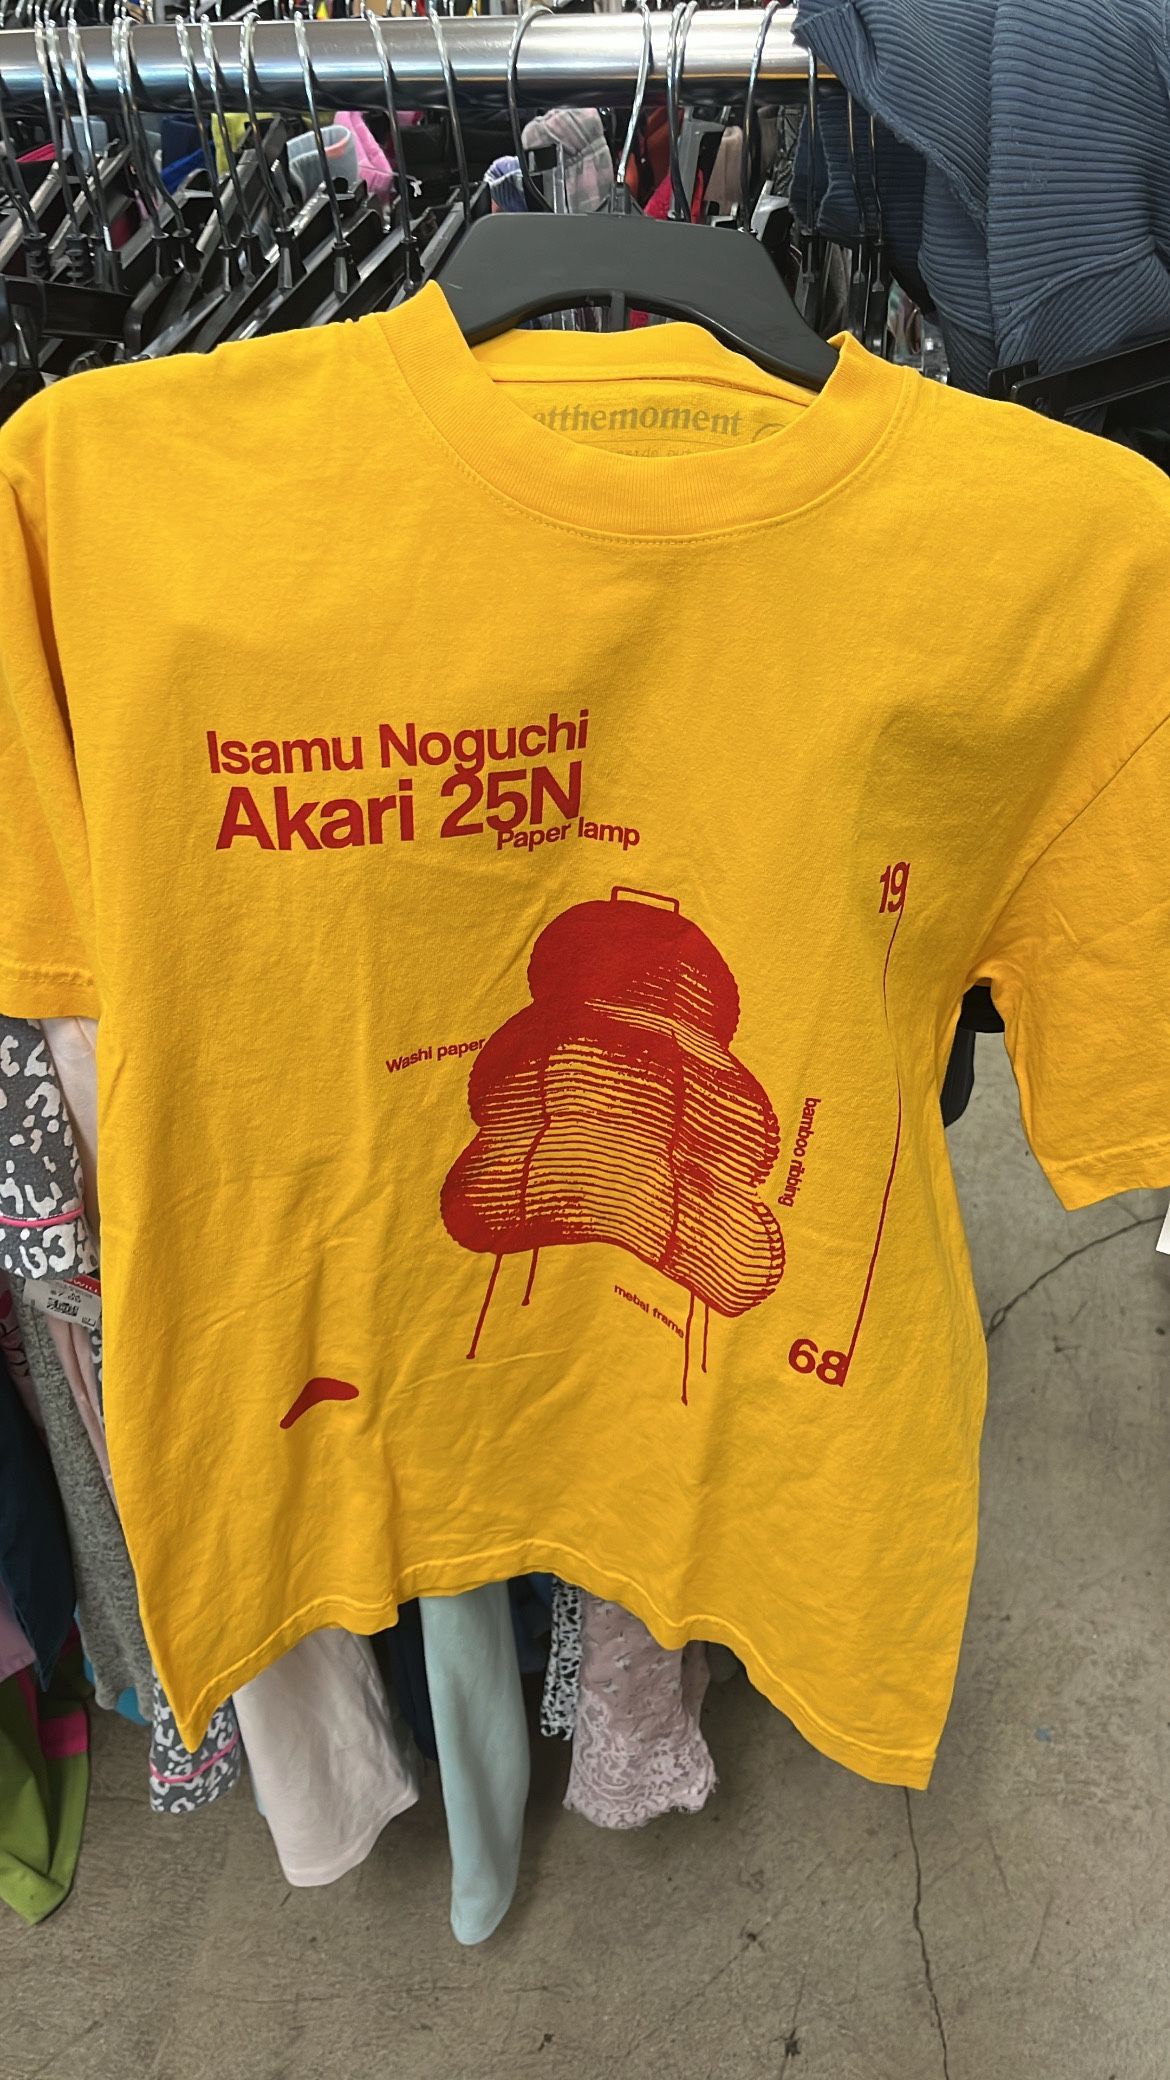 atthemoment
Isamu Noguchi
Akari 25N
Paper lamp
19
Washi paper
bamboo ribbing
metal frame
68